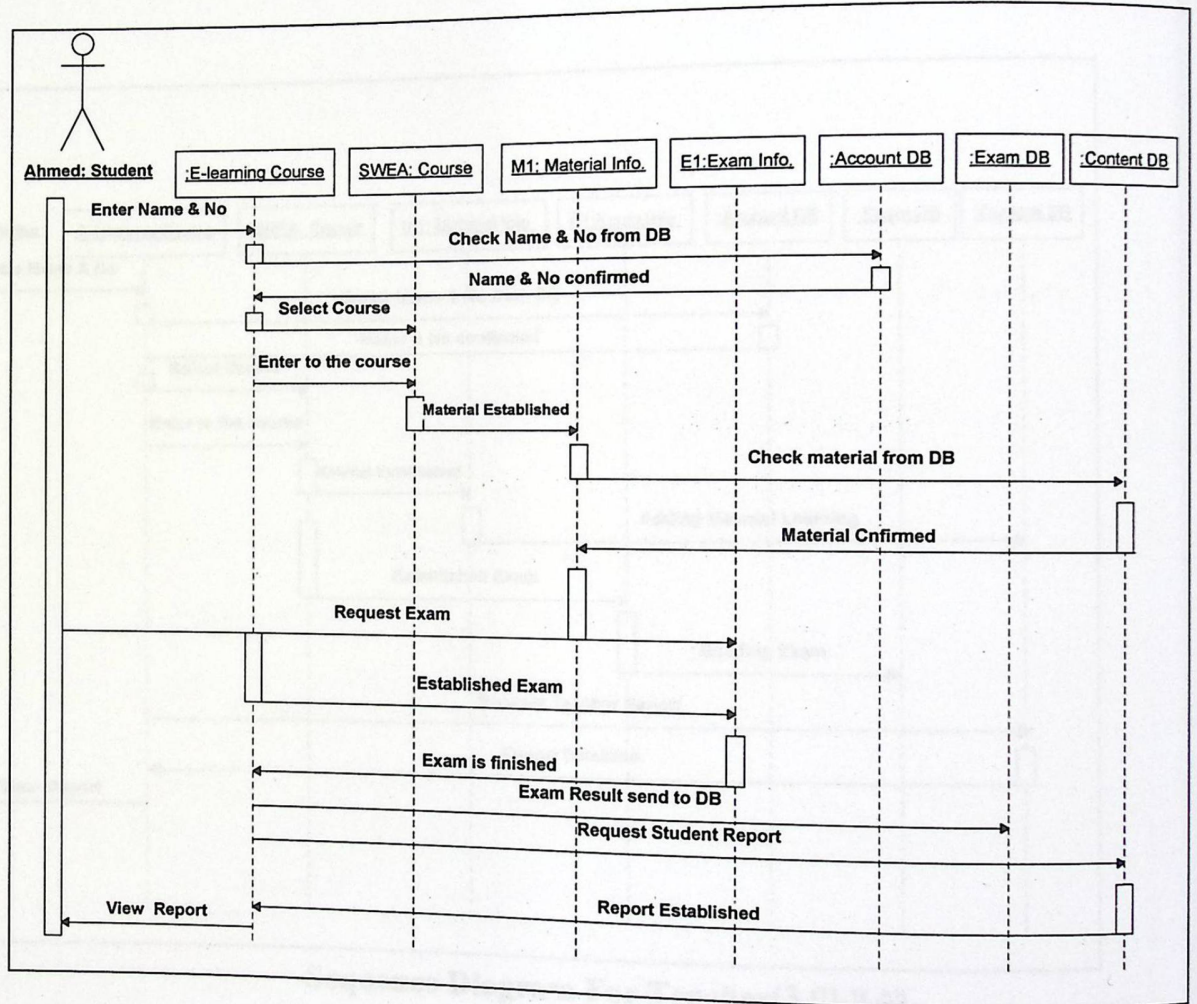 Ahmed: Student
:E-learning Course
SWEA: Course
M1: Material Info.
E1:Exam Info.
:Account DB
:Exam DB
:Content DB
Enter Name & No
Check Name & No from DB
Name & No confirmed
Select Course
Enter to the course
Material Established
Check material from DB
Material Cnfirmed
Request Exam
Established Exam
Exam is finished
Exam Result send to DB
Request Student Report
Report Established
View Report